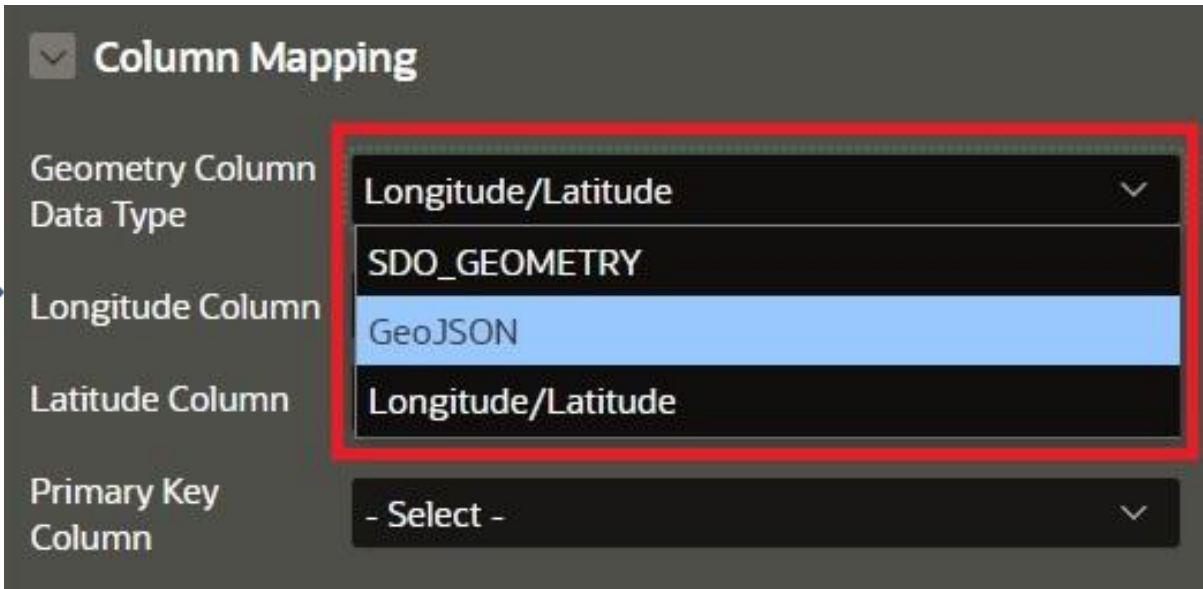 Column Mapping
Geometry Column
Data Type
Longitude/Latitude
SDO_GEOMETRY
Longitude Column
GeoJSON
Latitude Column
Longitude/Latitude
Primary Key
Column
- Select -